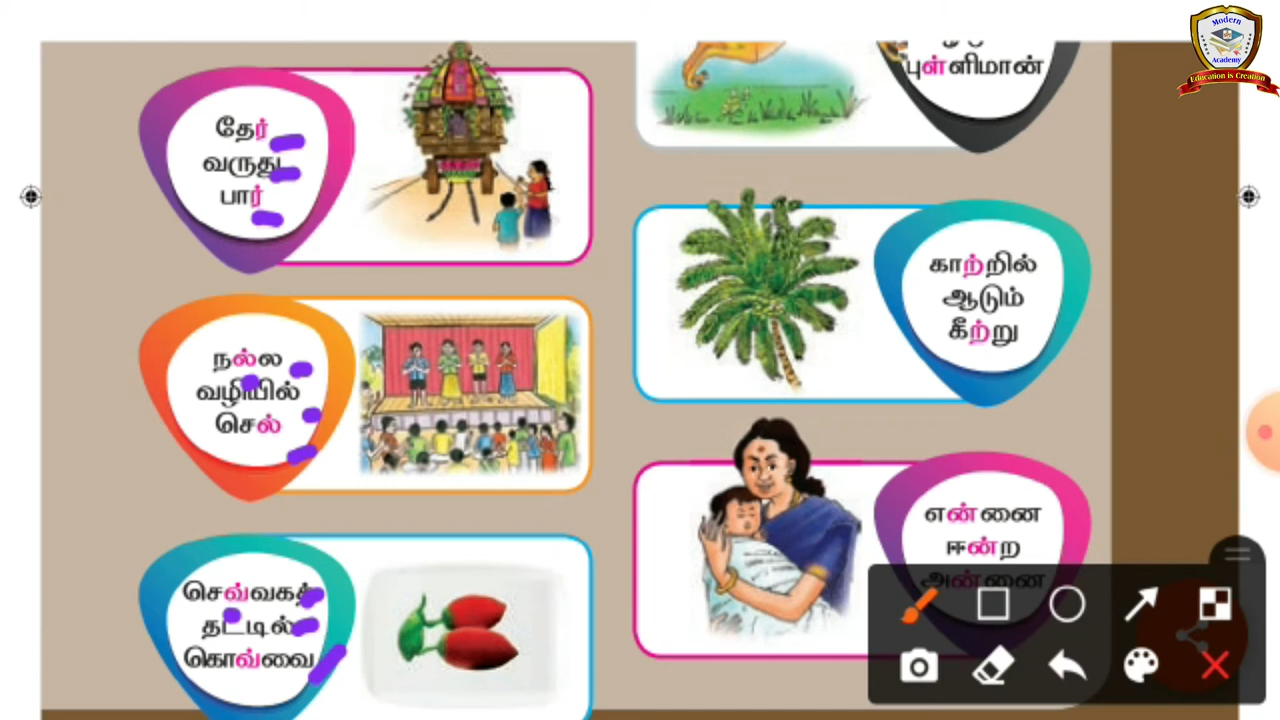 Modern
Academy
Education is Creation
தேர்
வருது
பார்
நல்ல
வழியில்
செல்
செவ்வகத்
தட்டில்
கொவ்வை
புள்ளிமான்
காற்றில்
ஆடும்
கீற்று
என்னை
ஈன்ற
அன்னை